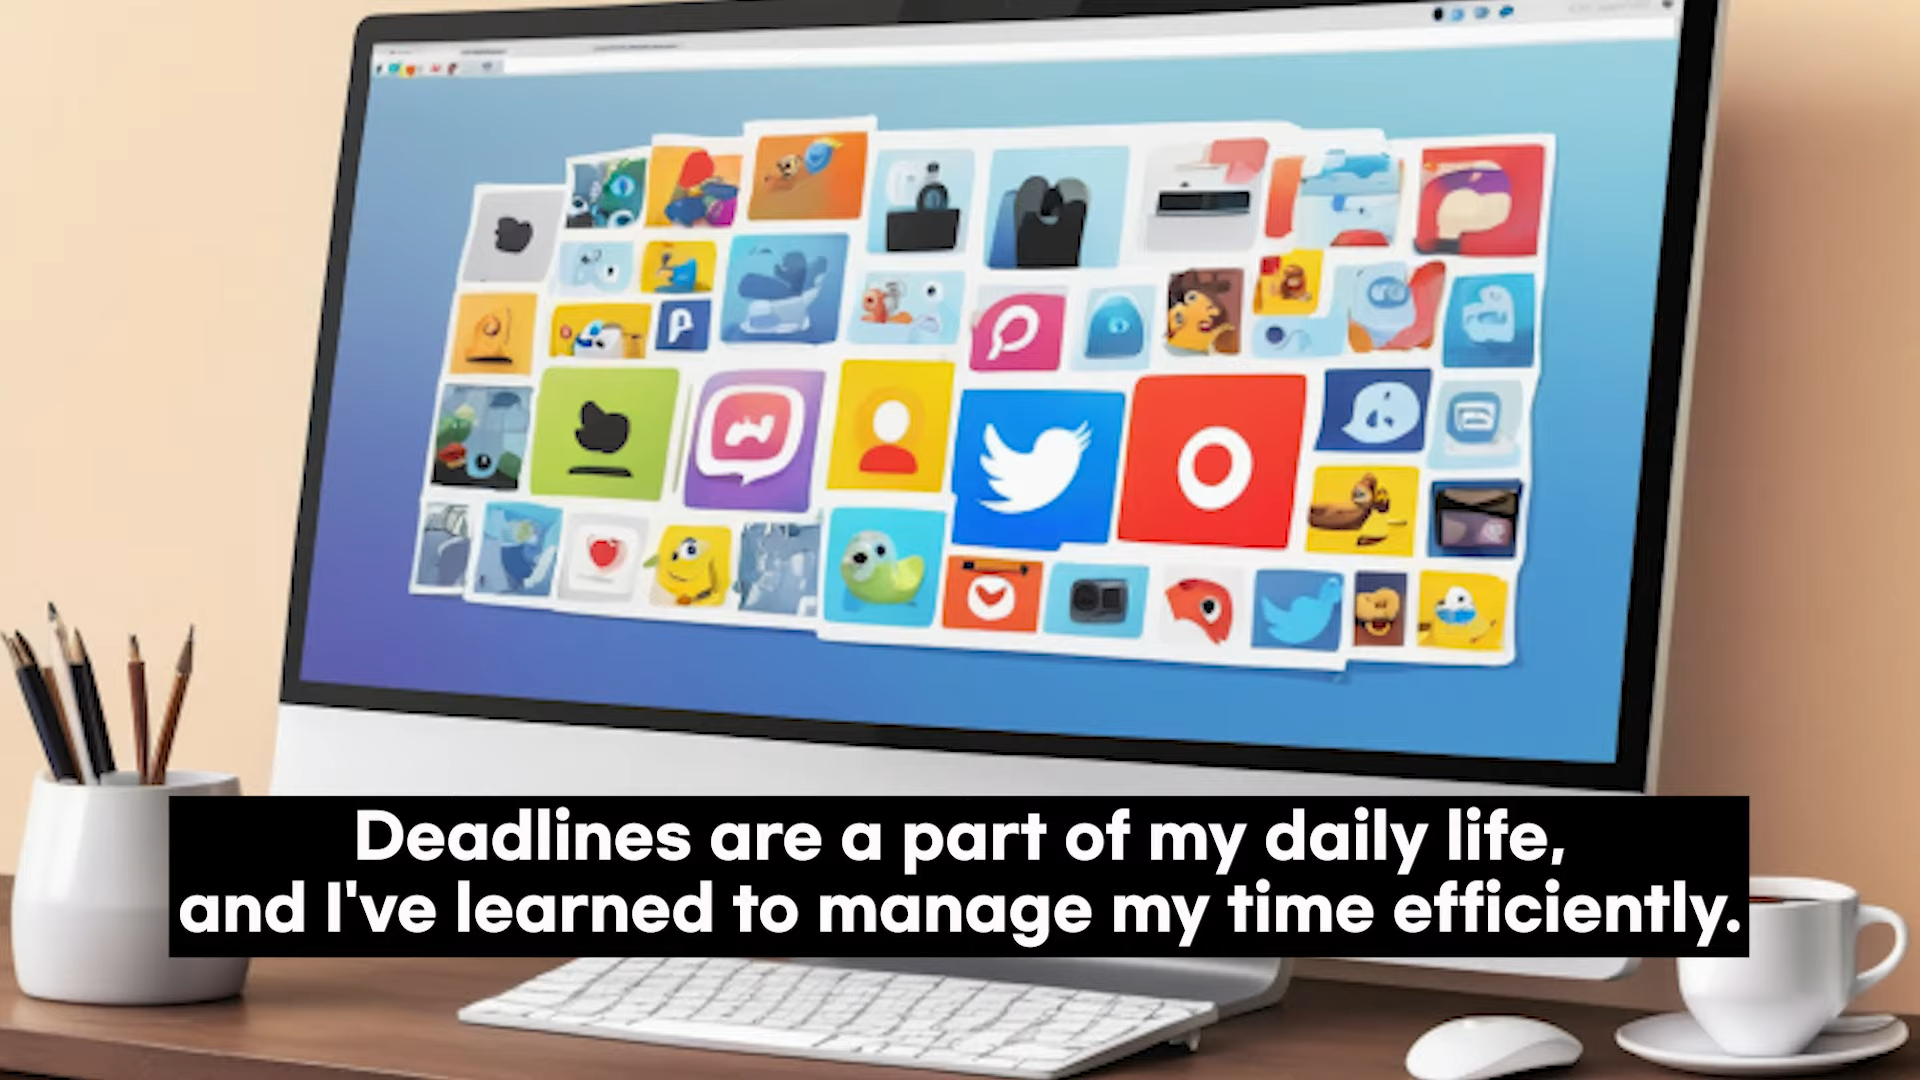 Deadlines are a part of my daily life,
and I've learned to manage my time efficiently.